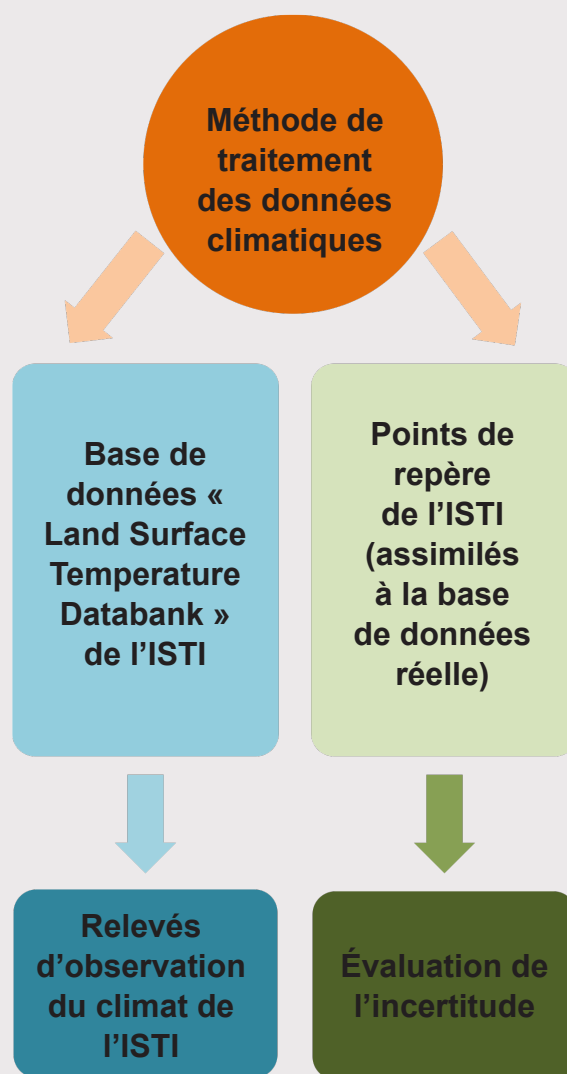 Méthode de
traitement
des données
climatiques
Base de
données «
Land Surface
Temperature
Databank »
de l’ISTI
Points de
repère
de l’ISTI
(assimilés
à la base
de données
réelle)
Relevés
d’observation
du climat de
l’ISTI
Évaluation de
l’incertitude